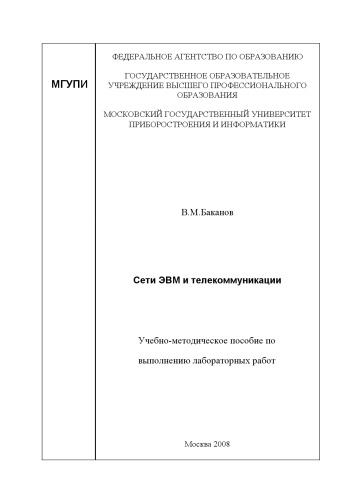 МГУПИ
ФЕДЕРАЛЬНОЕ АГЕНТСТВО ПО ОБРАЗОВАНИЮ
ГОСУДАРСТВЕННОЕ ОБРАЗОВАТЕЛЬНОЕ
УЧРЕЖДЕНИЕ ВЫСШЕГО ПРОФЕССИОНАЛЬНОГО
ОБРАЗОВАНИЯ
МОСКОВСКИЙ ГОСУДАРСТВЕННЫЙ УНИВЕРСИТЕТ
ПРИБОРОСТРОЕНИЯ И ИНФОРМАТИКИ
В.М.Баканов
Сети ЭВМ и телекоммуникации
Учебно-методическое пособие по
выполнению лабораторных работ
Москва 2008